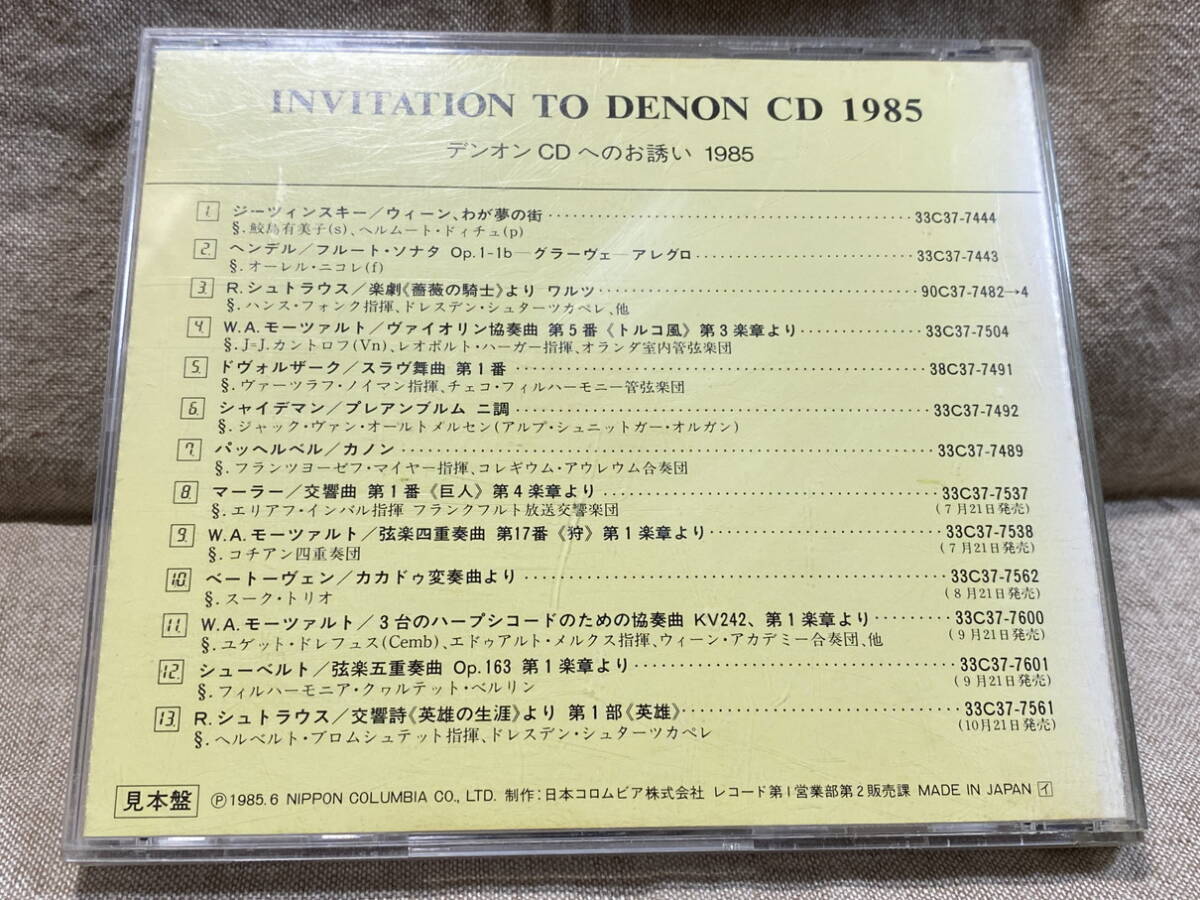 INVITATION TO DENON CD 1985
デンオン CD へのお誘い 1985
1. ジーツィンスキー/ウィーン、わが夢の街 ………… 33C37-7444
§. 鮫島有美子(s)、ヘルムート・ドィチュ(p)
2. ヘンデル/フルート・ソナタ Op.1-1b—グラーヴェ—アレグロ ………… 33C37-7443
§. オーレル・ニコレ(f)
3. R.シュトラウス/楽劇《薔薇の騎士》より ワルツ ………… 90C37-7482→4
§. ハンス・フォンク指揮、ドレスデン・シュターツカペレ、他
4. W.A.モーツァルト/ヴァイオリン協奏曲 第5番《トルコ風》第3楽章より ………… 33C37-7504
§. J=J.カントロフ(Vn)、レオポルト・ハーガー指揮、オランダ室内管弦楽団
5. ドヴォルザーク/スラヴ舞曲 第1番 ………… 38C37-7491
§. ヴァーツラフ・ノイマン指揮、チェコ・フィルハーモニー管弦楽団
6. シャイデマン/プレアンブルム ニ調 ………… 33C37-7492
§. ジャック・ヴァン・オールトメルセン(アルプ・シュニットガー・オルガン)
7. パッヘルベル/カノン ………… 33C37-7489
§. フランツヨーゼフ・マイヤー指揮、コレギウム・アウレウム合奏団
8. マーラー/交響曲 第1番《巨人》第4楽章より ………… 33C37-7537
§. エリアフ・インバル指揮 フランクフルト放送交響楽団 (7月21日発売)
9. W.A.モーツァルト/弦楽四重奏曲 第17番《狩》第1楽章より ………… 33C37-7538
§. コチアン四重奏団 (7月21日発売)
10. ベートーヴェン/カカドゥ変奏曲より ………… 33C37-7562
§. スーク・トリオ (8月21日発売)
11. W.A.モーツァルト/3台のハープシコードのための協奏曲 KV242、第1楽章より ………… 33C37-7600
§. ユゲット・ドレフュス(Cemb)、エドゥアルト・メルクス指揮、ウィーン・アカデミー合奏団、他 (9月21日発売)
12. シューベルト/弦楽五重奏曲 Op.163 第1楽章より ………… 33C37-7601
§. フィルハーモニア・クヮルテット・ベルリン (9月21日発売)
13. R.シュトラウス/交響詩《英雄の生涯》より 第1部《英雄》 ………… 33C37-7561
§. ヘルベルト・ブロムシュテット指揮、ドレスデン・シュターツカペレ (10月21日発売)
見本盤 ℗1985.6 NIPPON COLUMBIA CO., LTD. 制作:日本コロムビア株式会社 レコード第1営業部第2販売課 MADE IN JAPAN イ